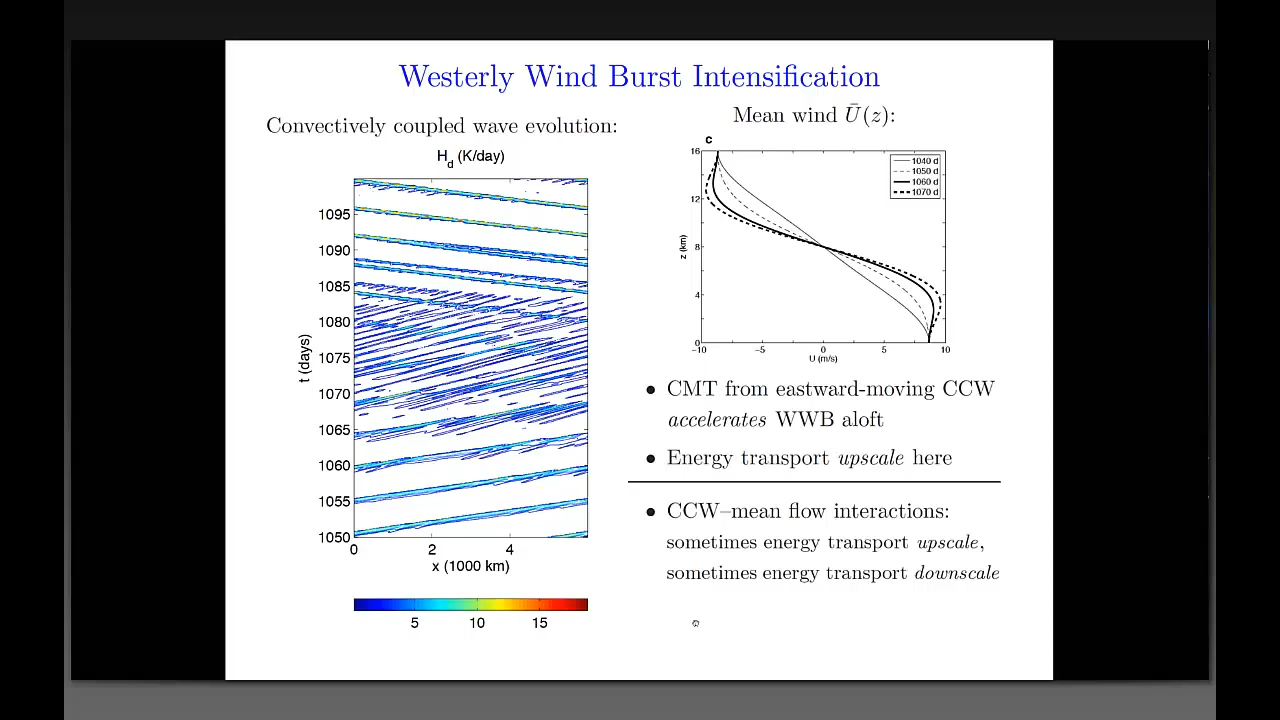 Westerly Wind Burst Intensification
Convectively coupled wave evolution:
H_d (K/day)
1095
1090
1085
1080
1075
1070
1065
1060
1055
1050
t (days)
0 2 4
x (1000 km)
5 10 15
Mean wind Ū(z):
c
16
12
8
4
0
z (km)
1040 d
1050 d
1060 d
1070 d
−10 −5 0 5 10
U (m/s)
• CMT from eastward-moving CCW
accelerates WWB aloft
• Energy transport upscale here
• CCW–mean flow interactions:
sometimes energy transport upscale,
sometimes energy transport downscale